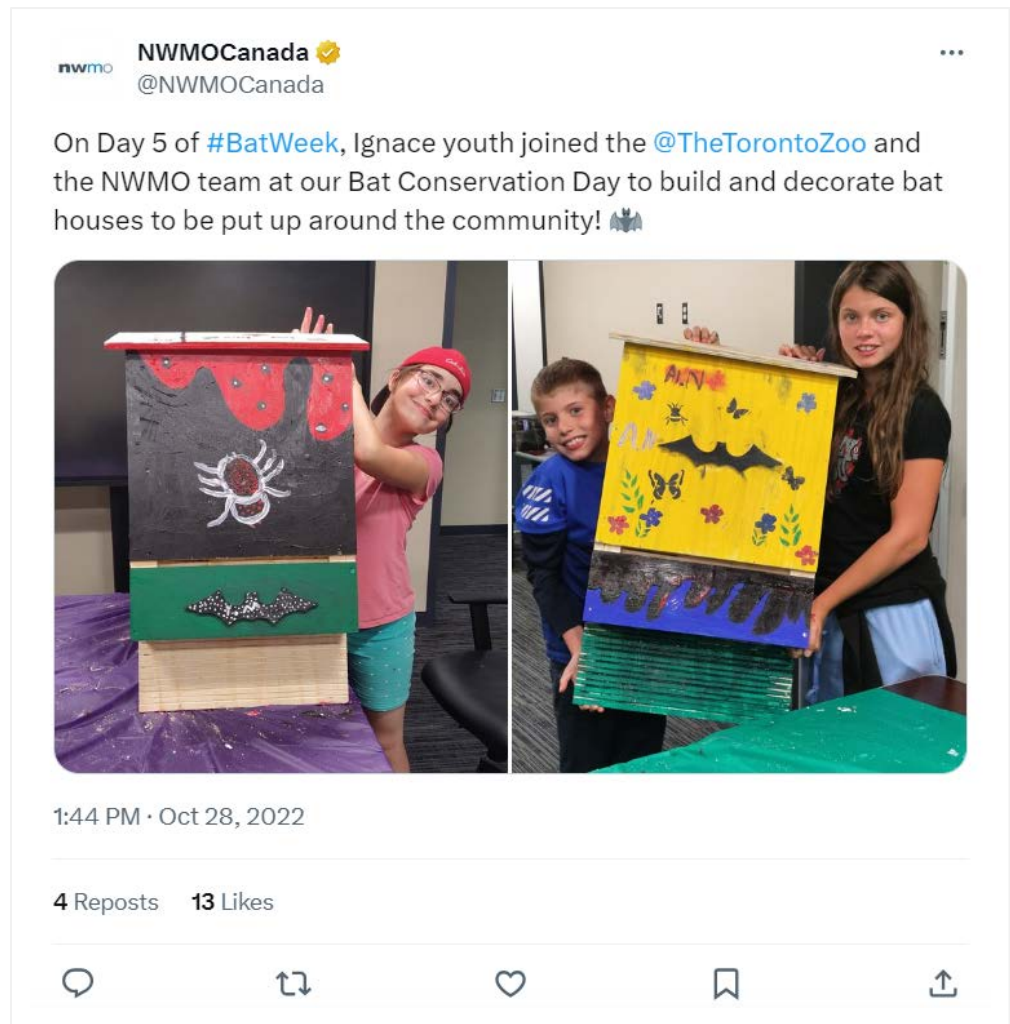 nwmo
NWMOCanada
@NWMOCanada
On Day 5 of #BatWeek, Ignace youth joined the @TheTorontoZoo and
the NWMO team at our Bat Conservation Day to build and decorate bat
houses to be put up around the community! 🦇
1:44 PM · Oct 28, 2022
4 Reposts 13 Likes